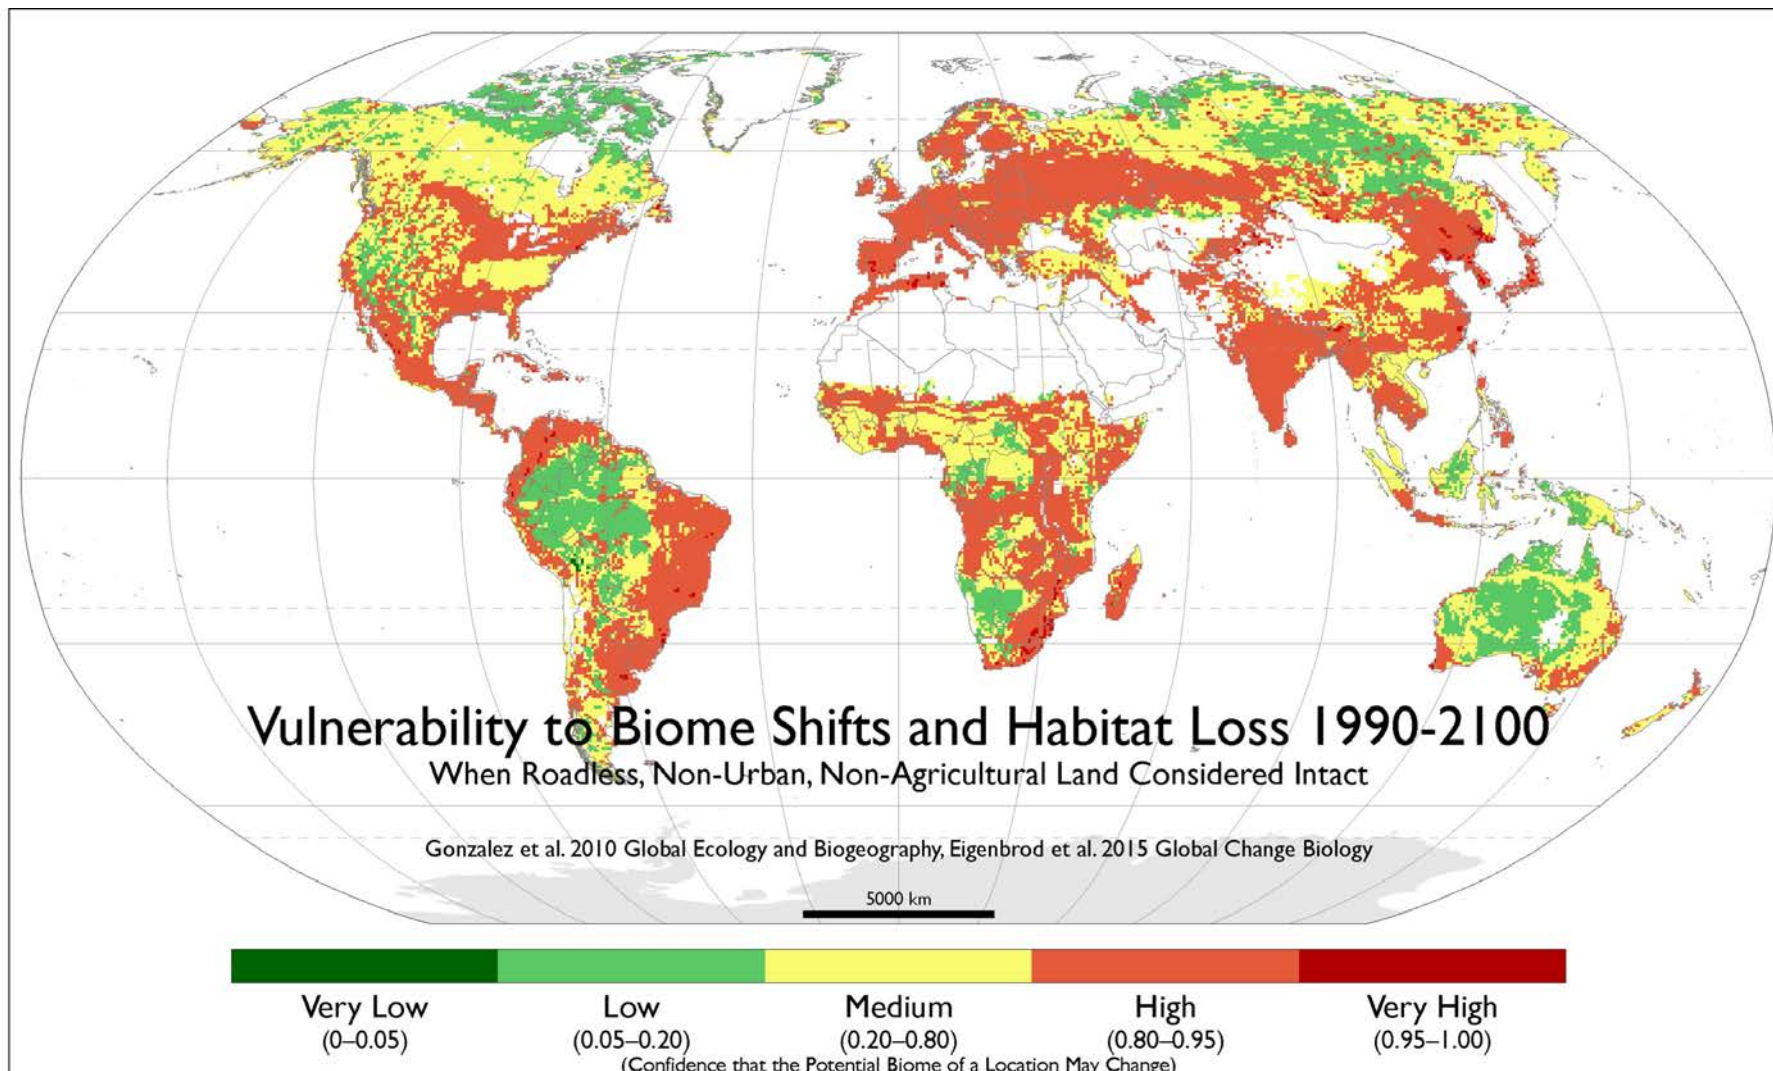 Vulnerability to Biome Shifts and Habitat Loss 1990-2100
When Roadless, Non-Urban, Non-Agricultural Land Considered Intact
Gonzalez et al. 2010 Global Ecology and Biogeography, Eigenbrod et al. 2015 Global Change Biology
5000 km
Very Low Low Medium High Very High
(0–0.05) (0.05–0.20) (0.20–0.80) (0.80–0.95) (0.95–1.00)
(Confidence that the Potential Biome of a Location May Change)